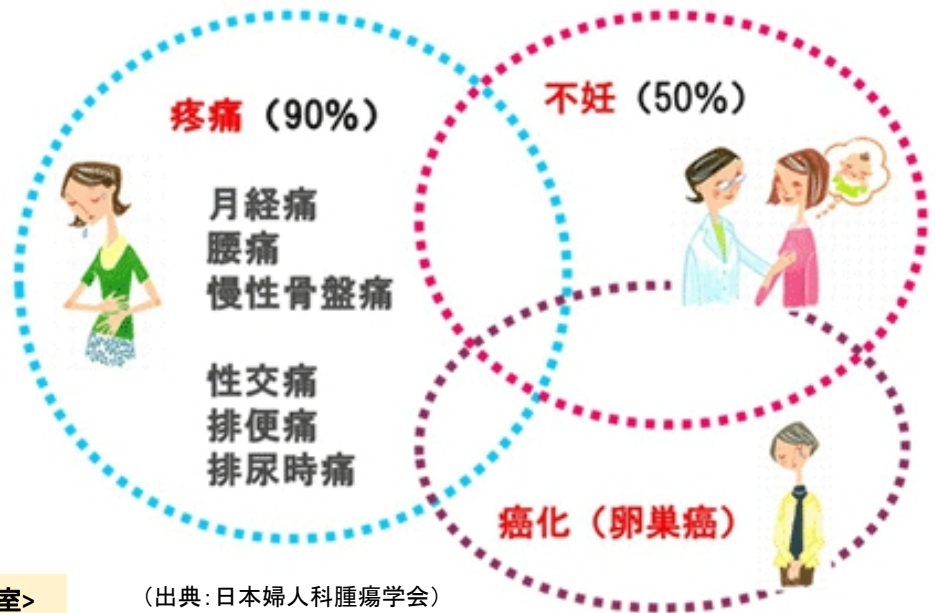 疼痛（90%）
月経痛
腰痛
慢性骨盤痛
性交痛
排便痛
排尿時痛
不妊（50%）
癌化（卵巣癌）
室>
（出典：日本婦人科腫瘍学会）